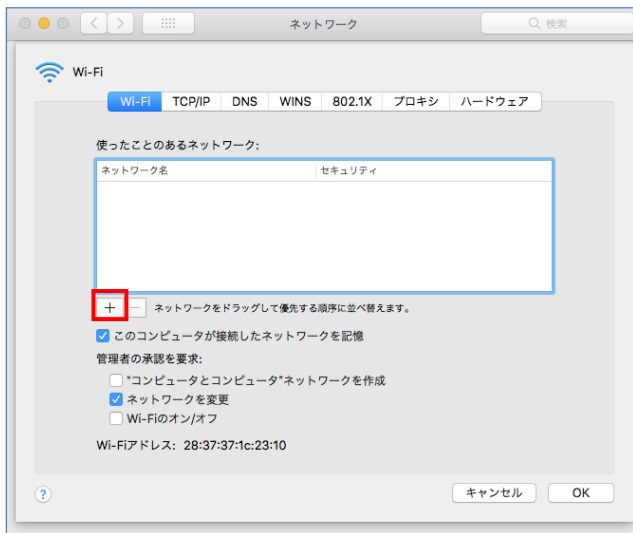 ネットワーク
検索
Wi-Fi
Wi-Fi TCP/IP DNS WINS 802.1X プロキシ ハードウェア
使ったことのあるネットワーク:
ネットワーク名 セキュリティ
+ − ネットワークをドラッグして優先する順序に並べ替えます。
このコンピュータが接続したネットワークを記憶
管理者の承認を要求:
"コンピュータとコンピュータ"ネットワークを作成
ネットワークを変更
Wi-Fiのオン/オフ
Wi-Fiアドレス: 28:37:37:1c:23:10
? キャンセル OK